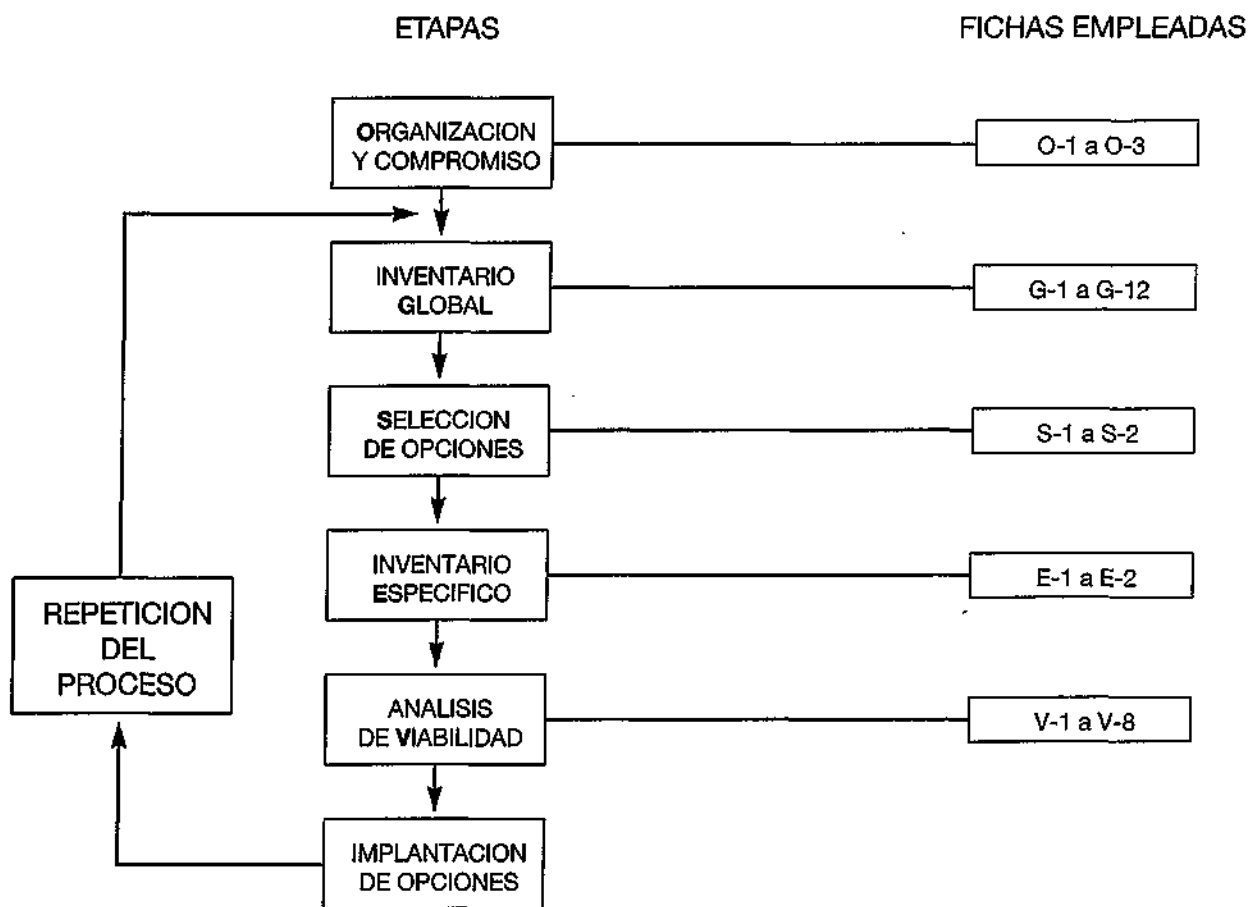 ETAPAS
FICHAS EMPLEADAS
ORGANIZACION
Y COMPROMISO
O-1 a O-3
INVENTARIO
GLOBAL
G-1 a G-12
SELECCION
DE OPCIONES
S-1 a S-2
INVENTARIO
ESPECIFICO
E-1 a E-2
REPETICION
DEL
PROCESO
ANALISIS
DE VIABILIDAD
V-1 a V-8
IMPLANTACION
DE OPCIONES